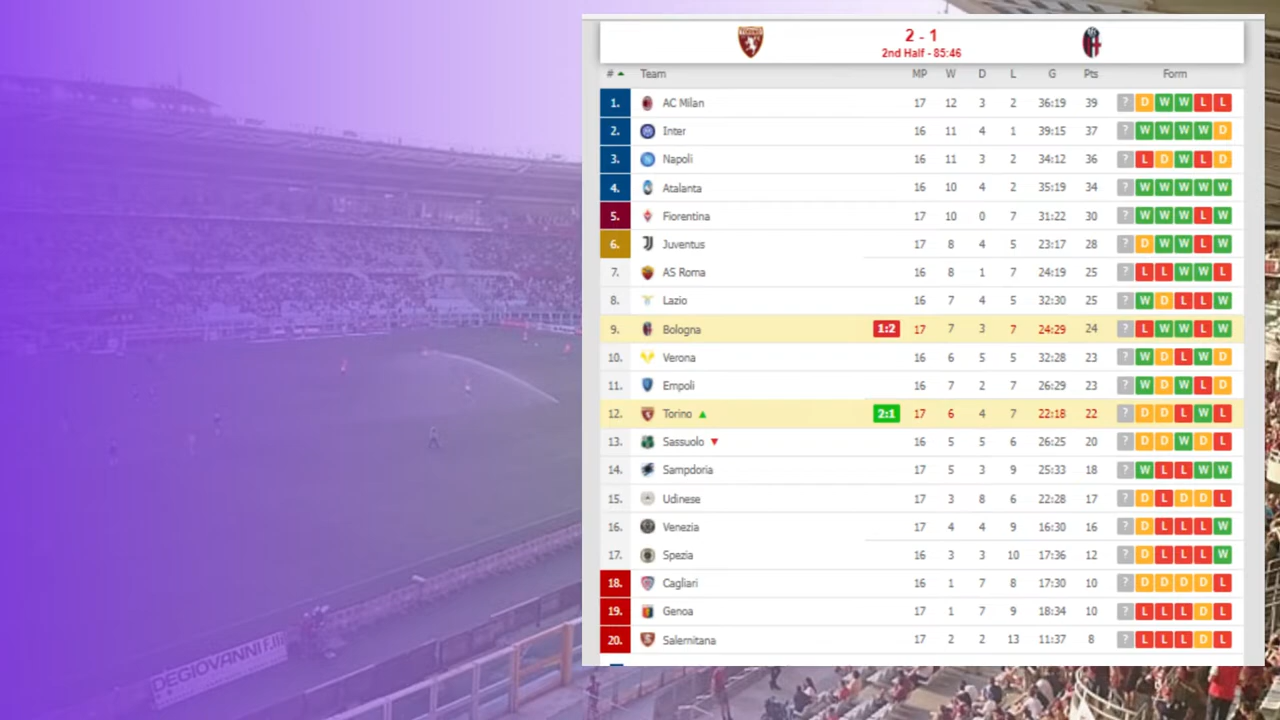 2 - 1
2nd Half - 85:46
# Team MP W D L G Pts Form
1. AC Milan 17 12 3 2 36:19 39 ? D W W L L
2. Inter 16 11 4 1 39:15 37 ? W W W W D
3. Napoli 16 11 3 2 34:12 36 ? L D W L D
4. Atalanta 16 10 4 2 35:19 34 ? W W W W W
5. Fiorentina 17 10 0 7 31:22 30 ? W W W L W
6. Juventus 17 8 4 5 23:17 28 ? D W W L W
7. AS Roma 16 8 1 7 24:19 25 ? L L W W L
8. Lazio 16 7 4 5 32:30 25 ? W D L L W
9. Bologna 1:2 17 7 3 7 24:29 24 ? L W W L W
10. Verona 16 6 5 5 32:28 23 ? W D L W D
11. Empoli 16 7 2 7 26:29 23 ? W D W L D
12. Torino 2:1 17 6 4 7 22:18 22 ? D D L W L
13. Sassuolo 16 5 5 6 26:25 20 ? D D W D L
14. Sampdoria 17 5 3 9 25:33 18 ? W L L W W
15. Udinese 17 3 8 6 22:28 17 ? D L D D L
16. Venezia 17 4 4 9 16:30 16 ? D L L L W
17. Spezia 16 3 3 10 17:36 12 ? D L L L W
18. Cagliari 16 1 7 8 17:30 10 ? D D D D L
19. Genoa 17 1 7 9 18:34 10 ? L L L D L
20. Salernitana 17 2 2 13 11:37 8 ? L L L D L
DEGIOVANNI F.lli